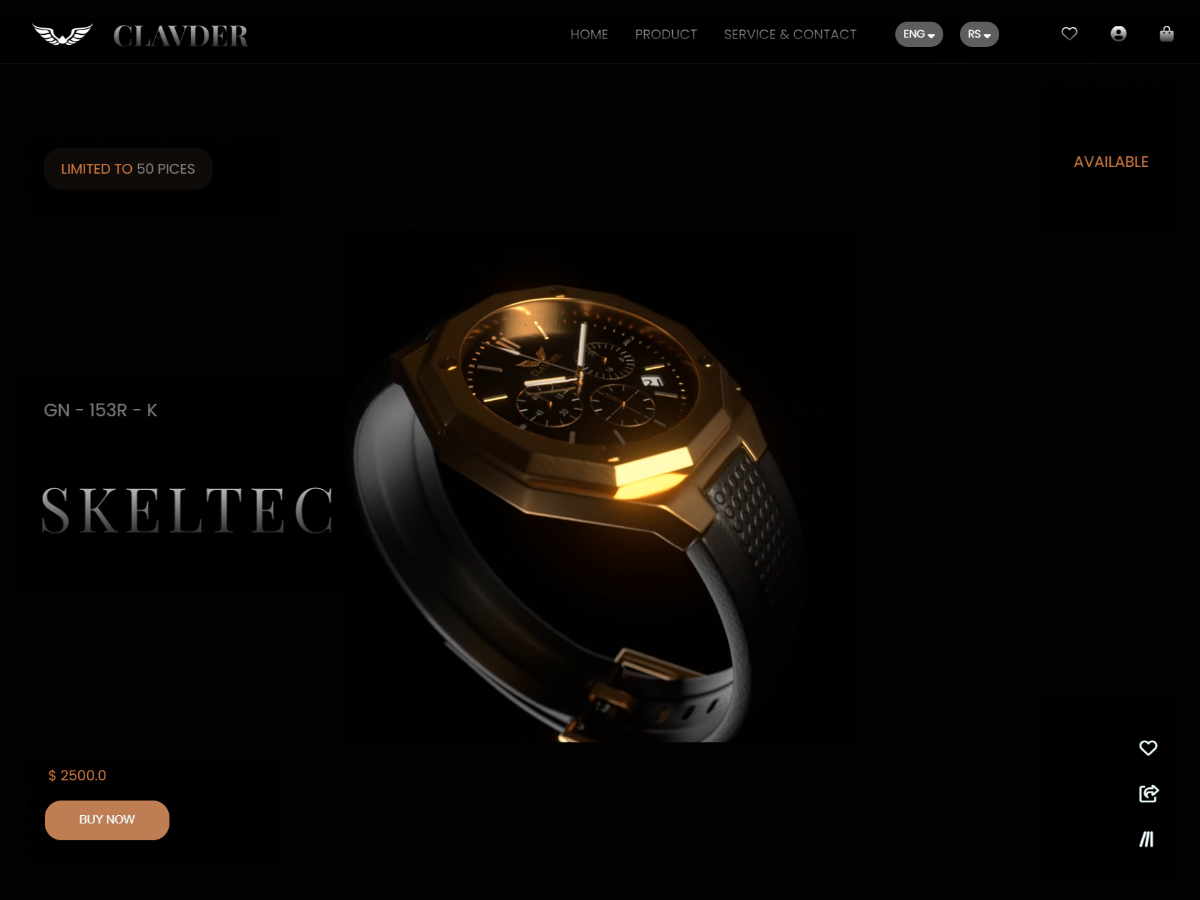 CLAVDER
HOME PRODUCT SERVICE & CONTACT ENG RS
LIMITED TO 50 PICES
AVAILABLE
GN - 153R - K
SKELTEC
$ 2500.0
BUY NOW